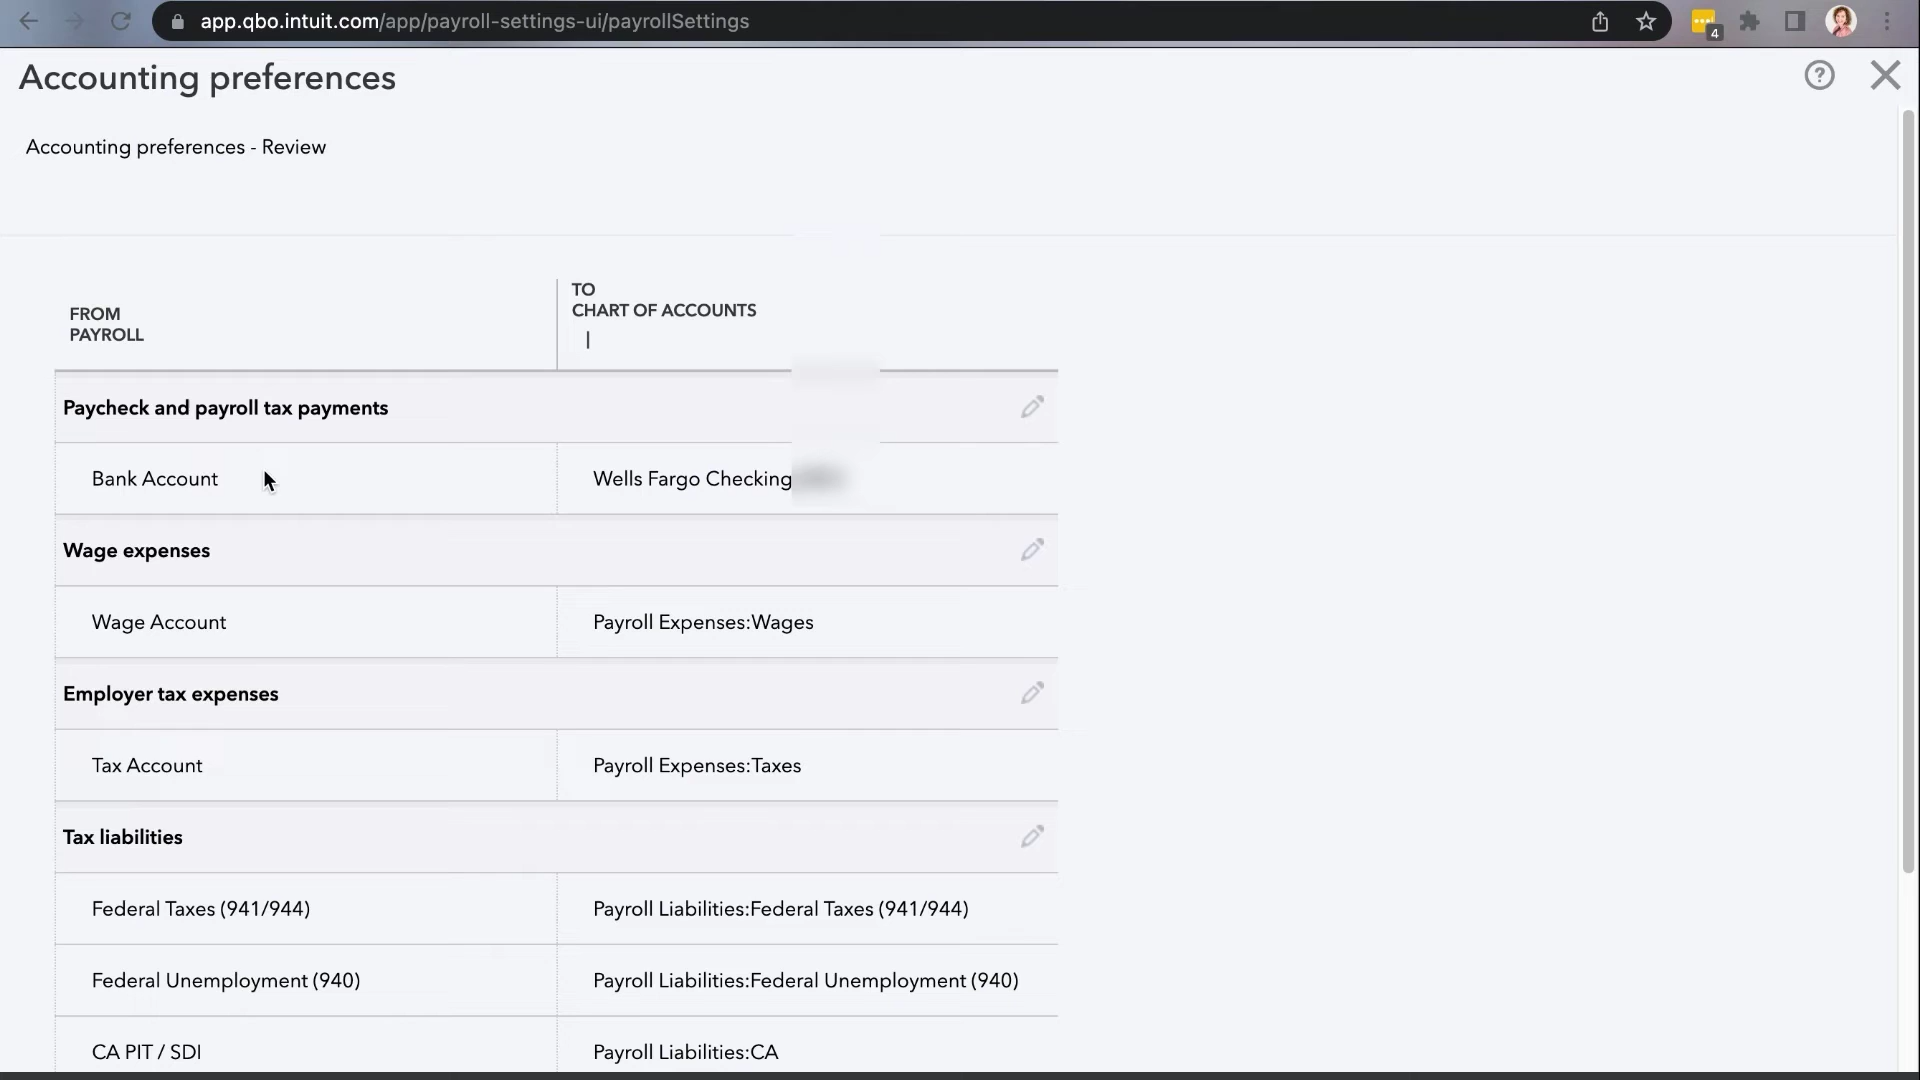 app.qbo.intuit.com/app/payroll-settings-ui/payrollSettings
4
Accounting preferences
?
Accounting preferences - Review
FROM
PAYROLL
TO
CHART OF ACCOUNTS
|
Paycheck and payroll tax payments
Bank Account
Wells Fargo Checking
Wage expenses
Wage Account
Payroll Expenses:Wages
Employer tax expenses
Tax Account
Payroll Expenses:Taxes
Tax liabilities
Federal Taxes (941/944)
Payroll Liabilities:Federal Taxes (941/944)
Federal Unemployment (940)
Payroll Liabilities:Federal Unemployment (940)
CA PIT / SDI
Payroll Liabilities:CA